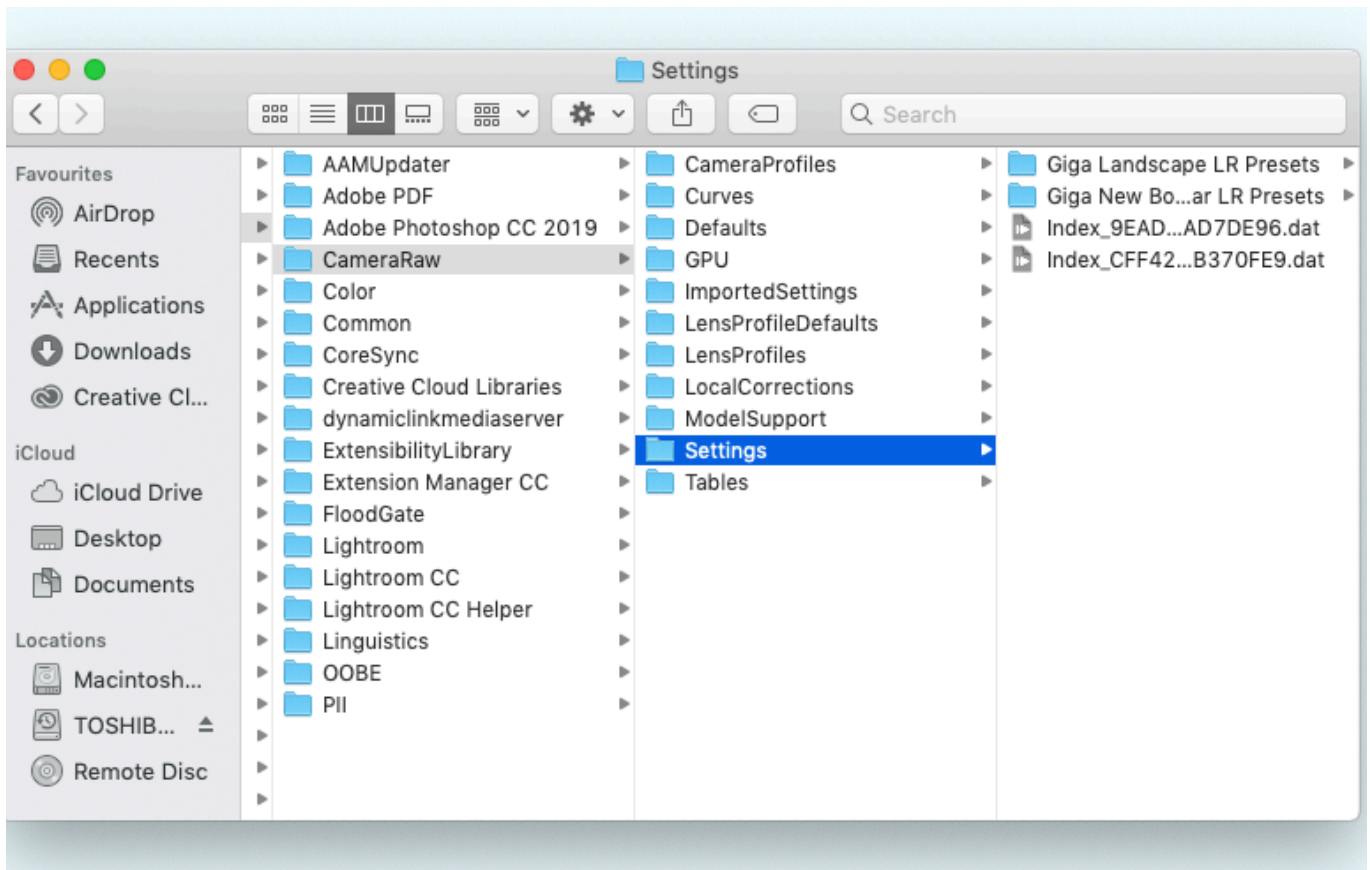 Settings
Search
Favourites
AirDrop
Recents
Applications
Downloads
Creative Cl...
iCloud
iCloud Drive
Desktop
Documents
Locations
Macintosh...
TOSHIB...
Remote Disc
AAMUpdater
Adobe PDF
Adobe Photoshop CC 2019
CameraRaw
Color
Common
CoreSync
Creative Cloud Libraries
dynamiclinkmediaserver
ExtensibilityLibrary
Extension Manager CC
FloodGate
Lightroom
Lightroom CC
Lightroom CC Helper
Linguistics
OOBE
PII
CameraProfiles
Curves
Defaults
GPU
ImportedSettings
LensProfileDefaults
LensProfiles
LocalCorrections
ModelSupport
Settings
Tables
Giga Landscape LR Presets
Giga New Bo...ar LR Presets
Index_9EAD...AD7DE96.dat
Index_CFF42...B370FE9.dat